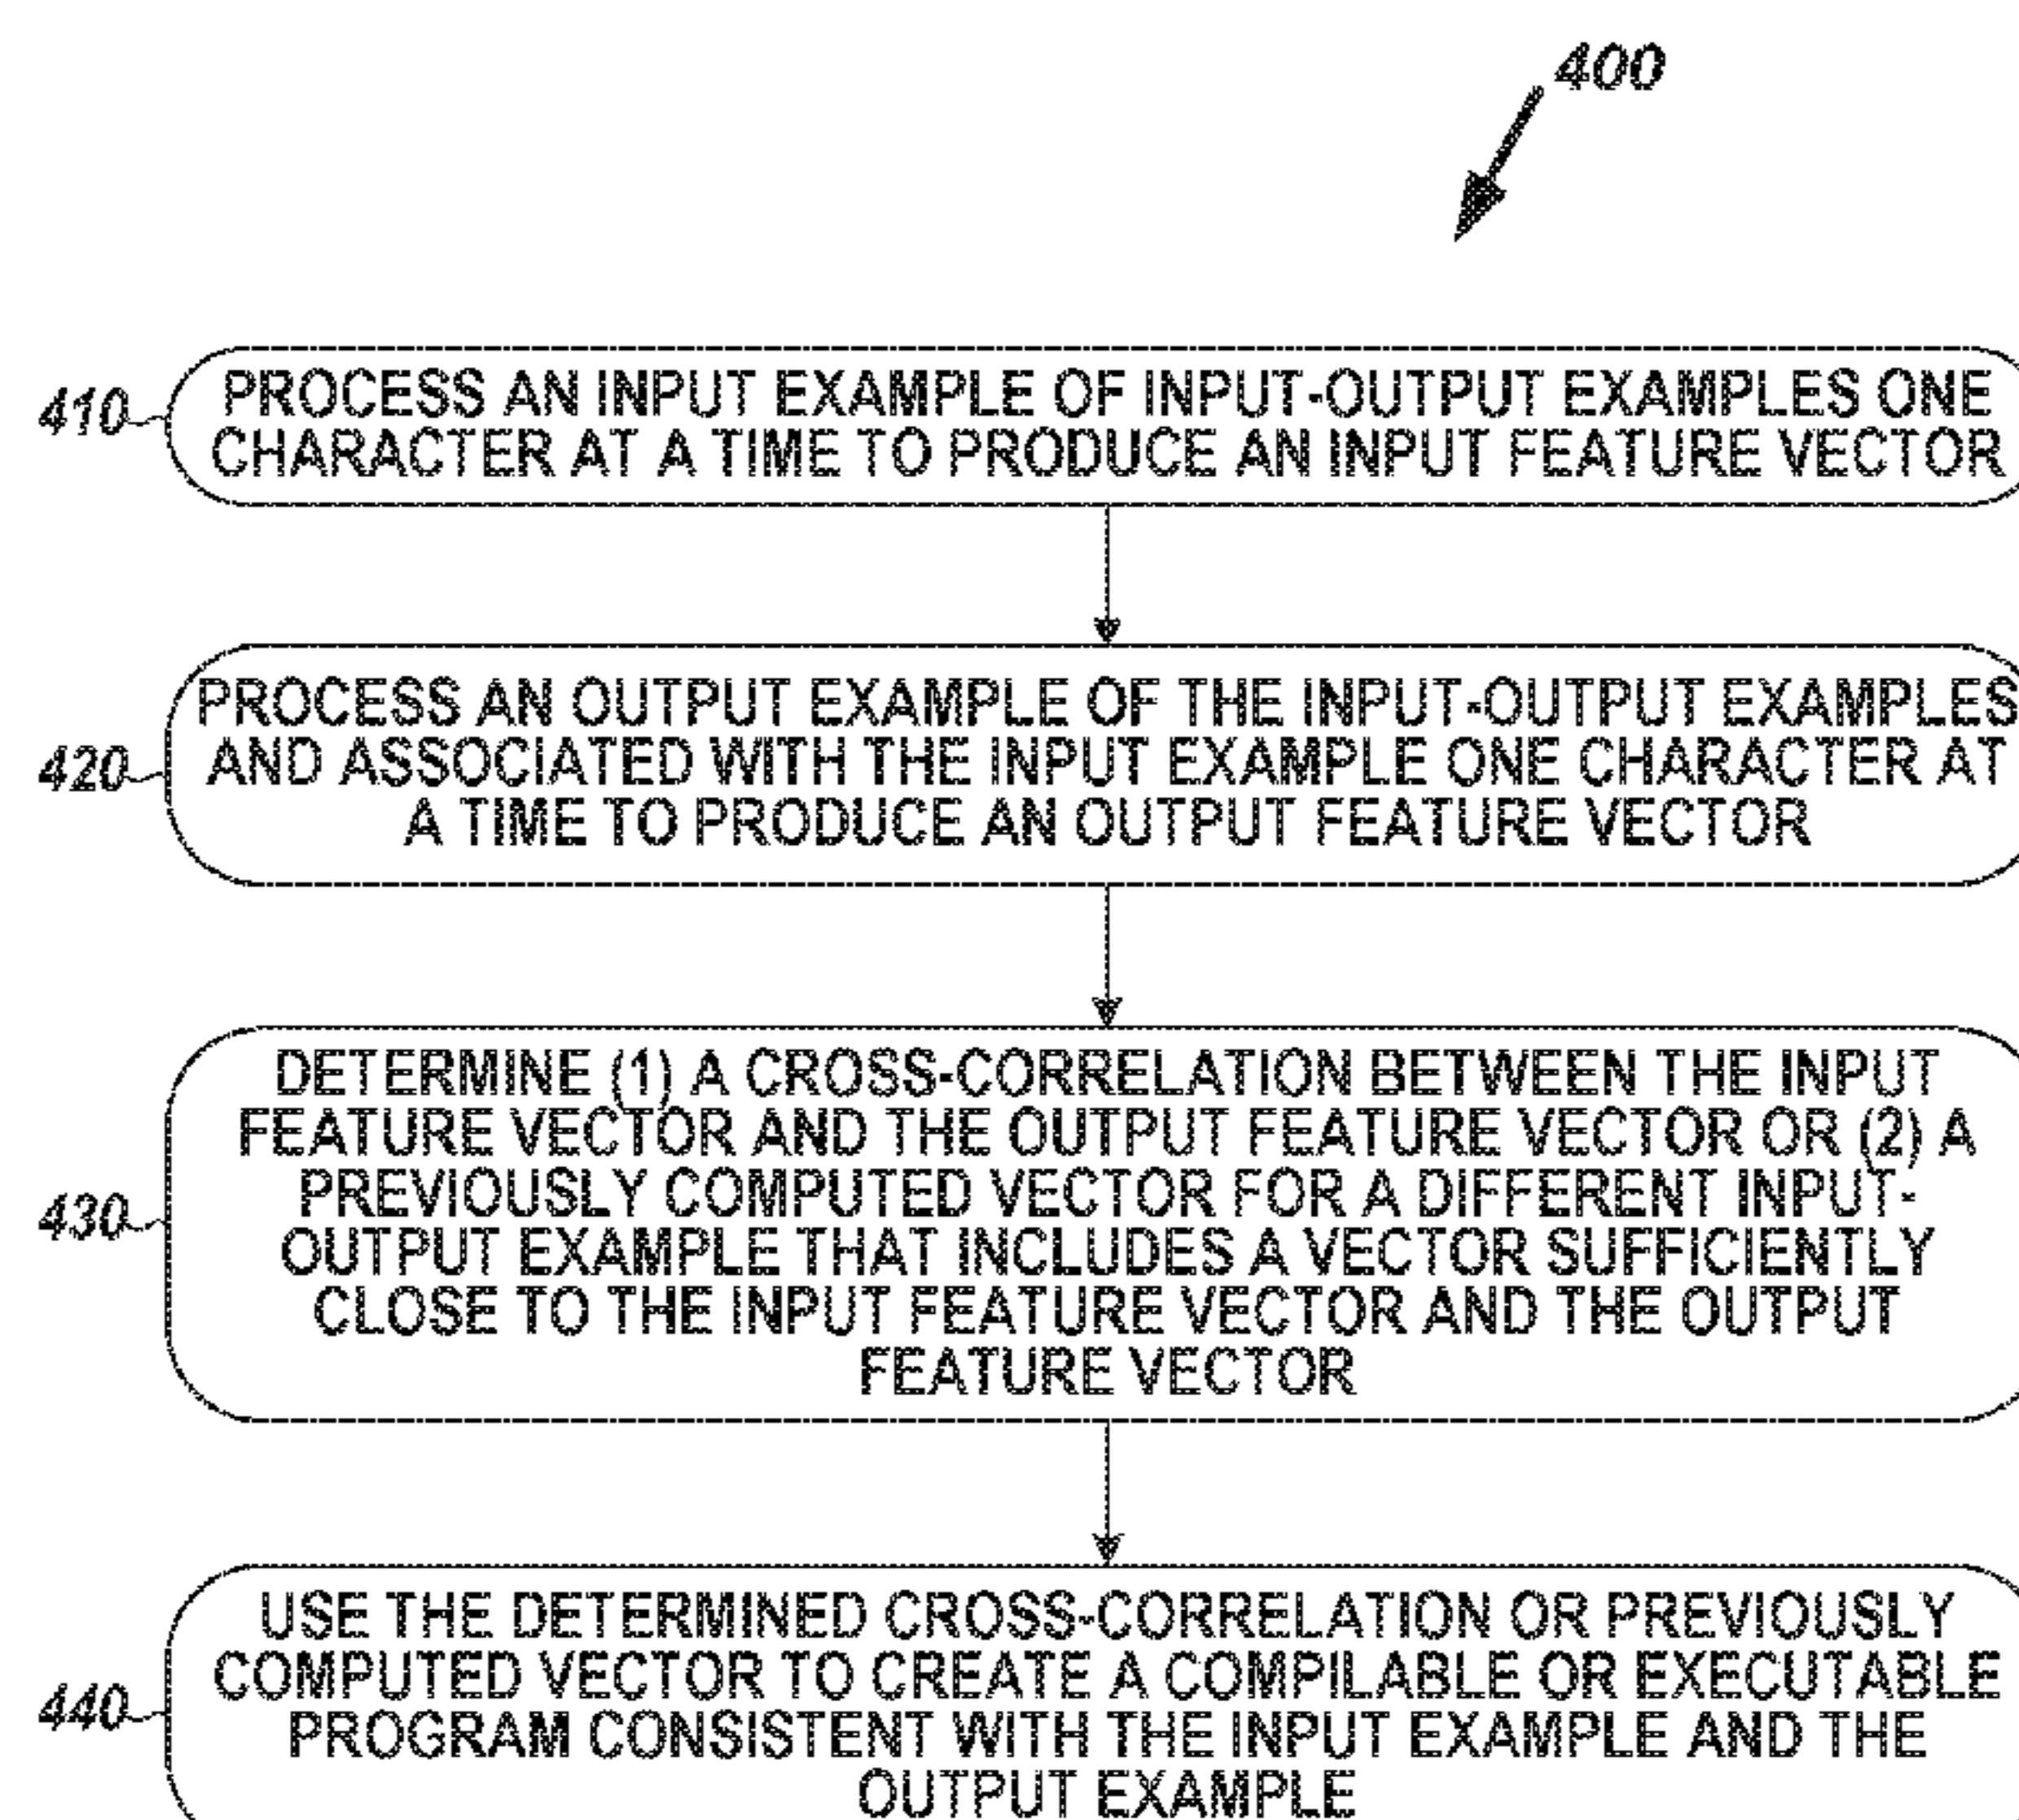 400
410
PROCESS AN INPUT EXAMPLE OF INPUT-OUTPUT EXAMPLES ONE
CHARACTER AT A TIME TO PRODUCE AN INPUT FEATURE VECTOR
420
PROCESS AN OUTPUT EXAMPLE OF THE INPUT-OUTPUT EXAMPLES
AND ASSOCIATED WITH THE INPUT EXAMPLE ONE CHARACTER AT
A TIME TO PRODUCE AN OUTPUT FEATURE VECTOR
430
DETERMINE (1) A CROSS-CORRELATION BETWEEN THE INPUT
FEATURE VECTOR AND THE OUTPUT FEATURE VECTOR OR (2) A
PREVIOUSLY COMPUTED VECTOR FOR A DIFFERENT INPUT-
OUTPUT EXAMPLE THAT INCLUDES A VECTOR SUFFICIENTLY
CLOSE TO THE INPUT FEATURE VECTOR AND THE OUTPUT
FEATURE VECTOR
440
USE THE DETERMINED CROSS-CORRELATION OR PREVIOUSLY
COMPUTED VECTOR TO CREATE A COMPILABLE OR EXECUTABLE
PROGRAM CONSISTENT WITH THE INPUT EXAMPLE AND THE
OUTPUT EXAMPLE